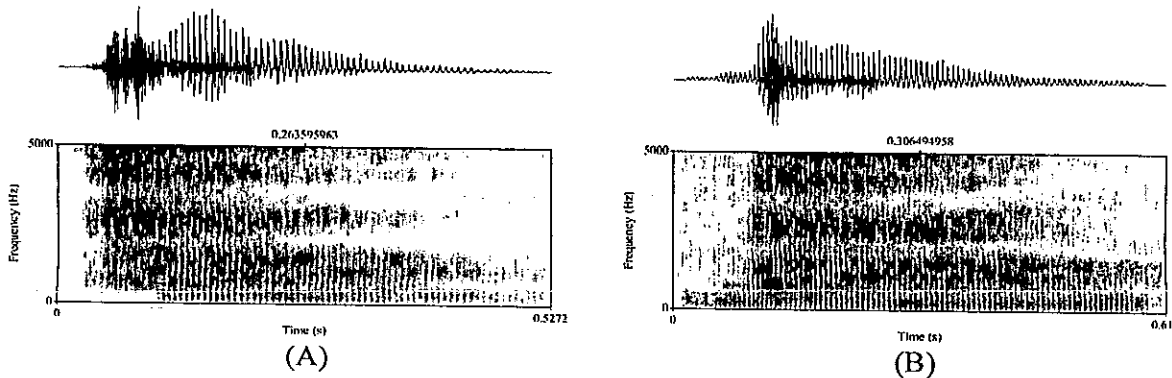 0.263595963
5000
Frequency (Hz)
0
0
0.5272
Time (s)
(A)
0.306494958
5000
Frequency (Hz)
0
0
0.61
Time (s)
(B)